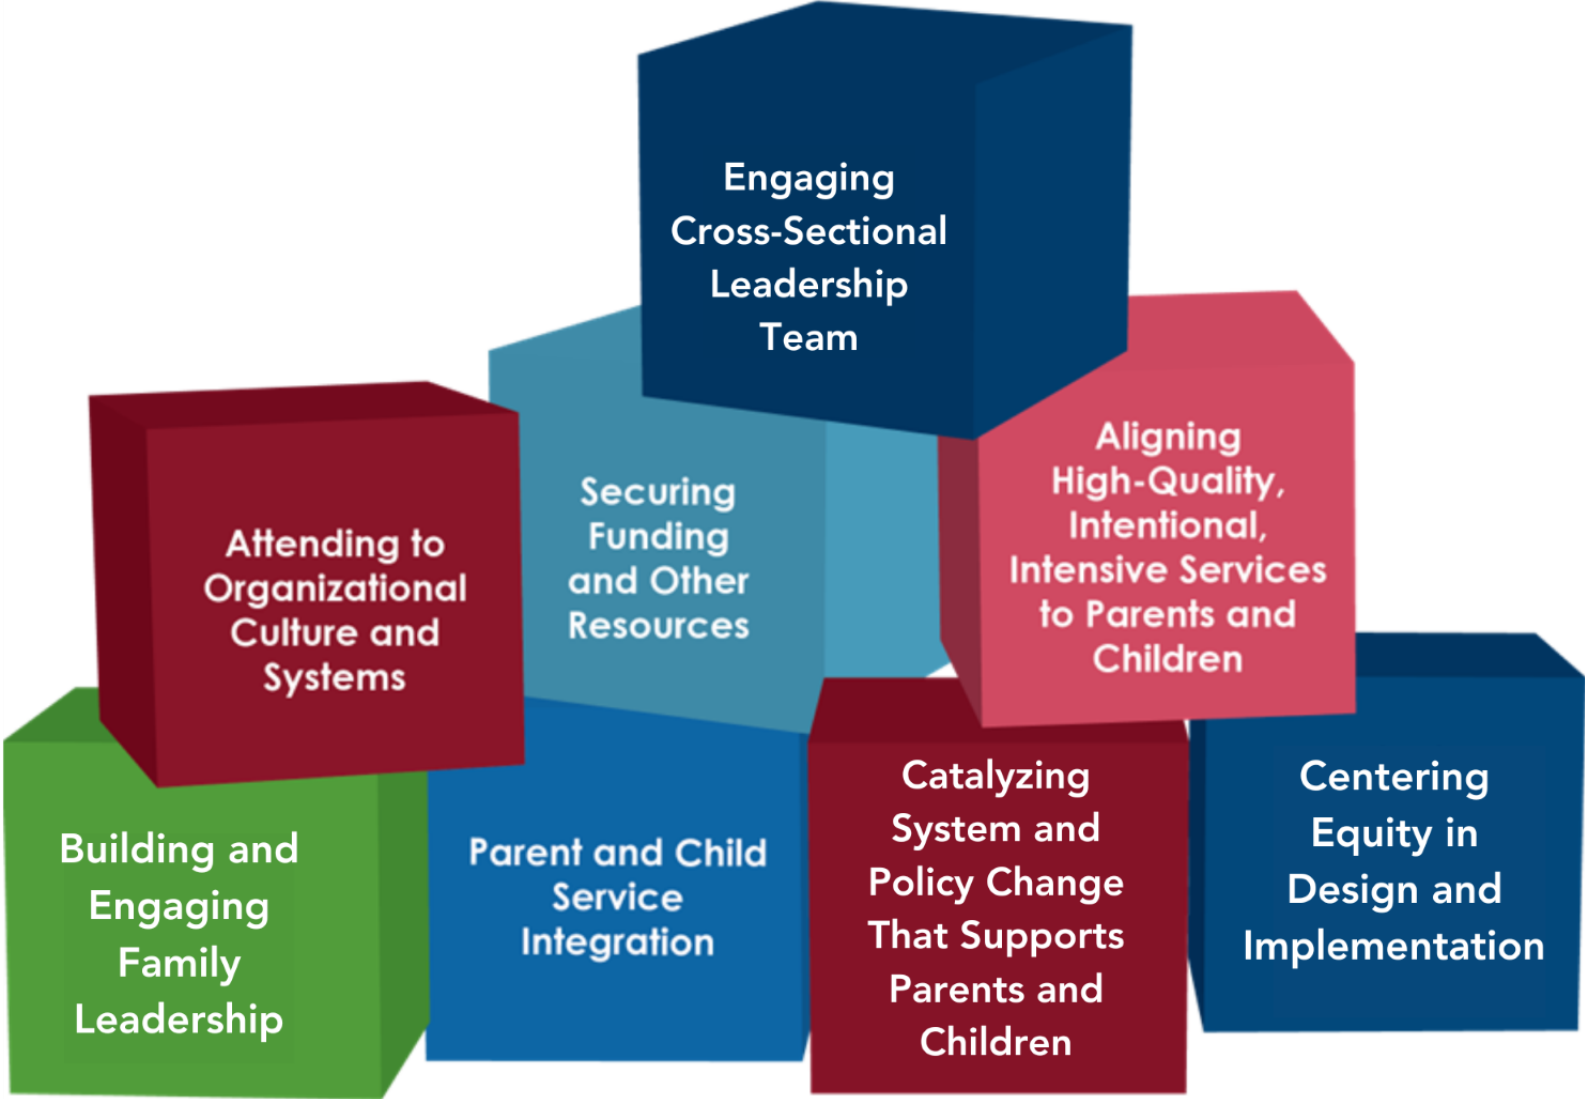 Engaging
Cross-Sectional
Leadership
Team
Attending to
Organizational
Culture and
Systems
Securing
Funding
and Other
Resources
Aligning
High-Quality,
Intentional,
Intensive Services
to Parents and
Children
Building and
Engaging
Family
Leadership
Parent and Child
Service
Integration
Catalyzing
System and
Policy Change
That Supports
Parents and
Children
Centering
Equity in
Design and
Implementation